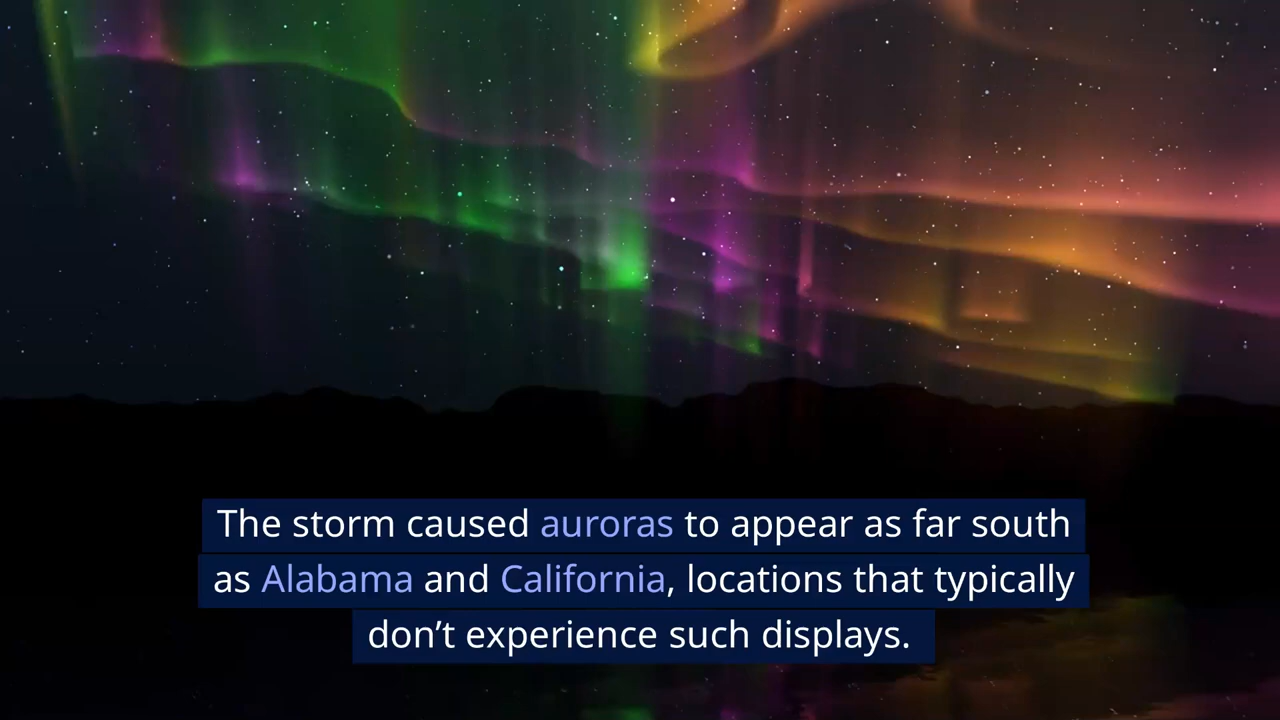 The storm caused auroras to appear as far south
as Alabama and California, locations that typically
don’t experience such displays.